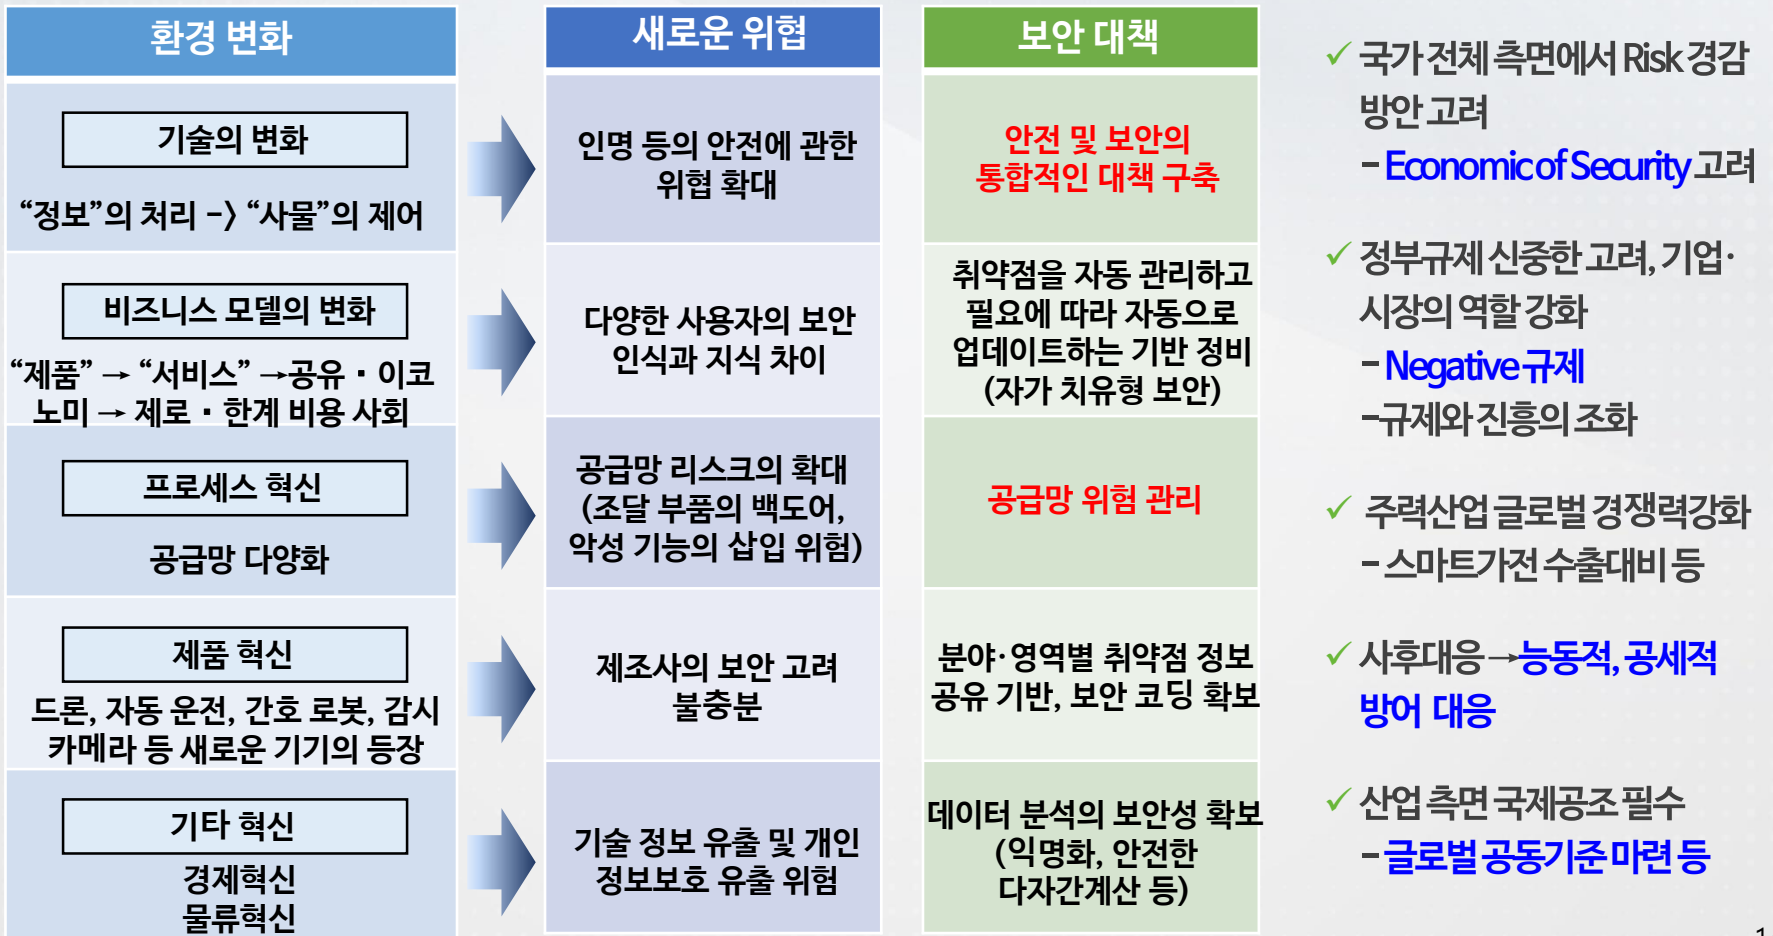 환경 변화
새로운 위협
보안 대책
기술의 변화
“정보”의 처리 -> “사물”의 제어
인명 등의 안전에 관한
위협 확대
안전 및 보안의
통합적인 대책 구축
비즈니스 모델의 변화
“제품” → “서비스” →공유 ▪ 이코
노미 → 제로 ▪ 한계 비용 사회
다양한 사용자의 보안
인식과 지식 차이
취약점을 자동 관리하고
필요에 따라 자동으로
업데이트하는 기반 정비
(자가 치유형 보안)
프로세스 혁신
공급망 다양화
공급망 리스크의 확대
(조달 부품의 백도어,
악성 기능의 삽입 위험)
공급망 위험 관리
제품 혁신
드론, 자동 운전, 간호 로봇, 감시
카메라 등 새로운 기기의 등장
제조사의 보안 고려
불충분
분야·영역별 취약점 정보
공유 기반, 보안 코딩 확보
기타 혁신
경제혁신
물류혁신
기술 정보 유출 및 개인
정보보호 유출 위험
데이터 분석의 보안성 확보
(익명화, 안전한
다자간계산 등)
✓ 국가 전체 측면에서 Risk 경감
방안 고려
- Economic of Security 고려
✓ 정부규제 신중한 고려, 기업·
시장의 역할 강화
- Negative 규제
-규제와 진흥의 조화
✓ 주력산업 글로벌 경쟁력강화
- 스마트가전 수출대비 등
✓ 사후대응→능동적, 공세적
방어 대응
✓ 산업 측면 국제공조 필수
- 글로벌 공동기준 마련 등